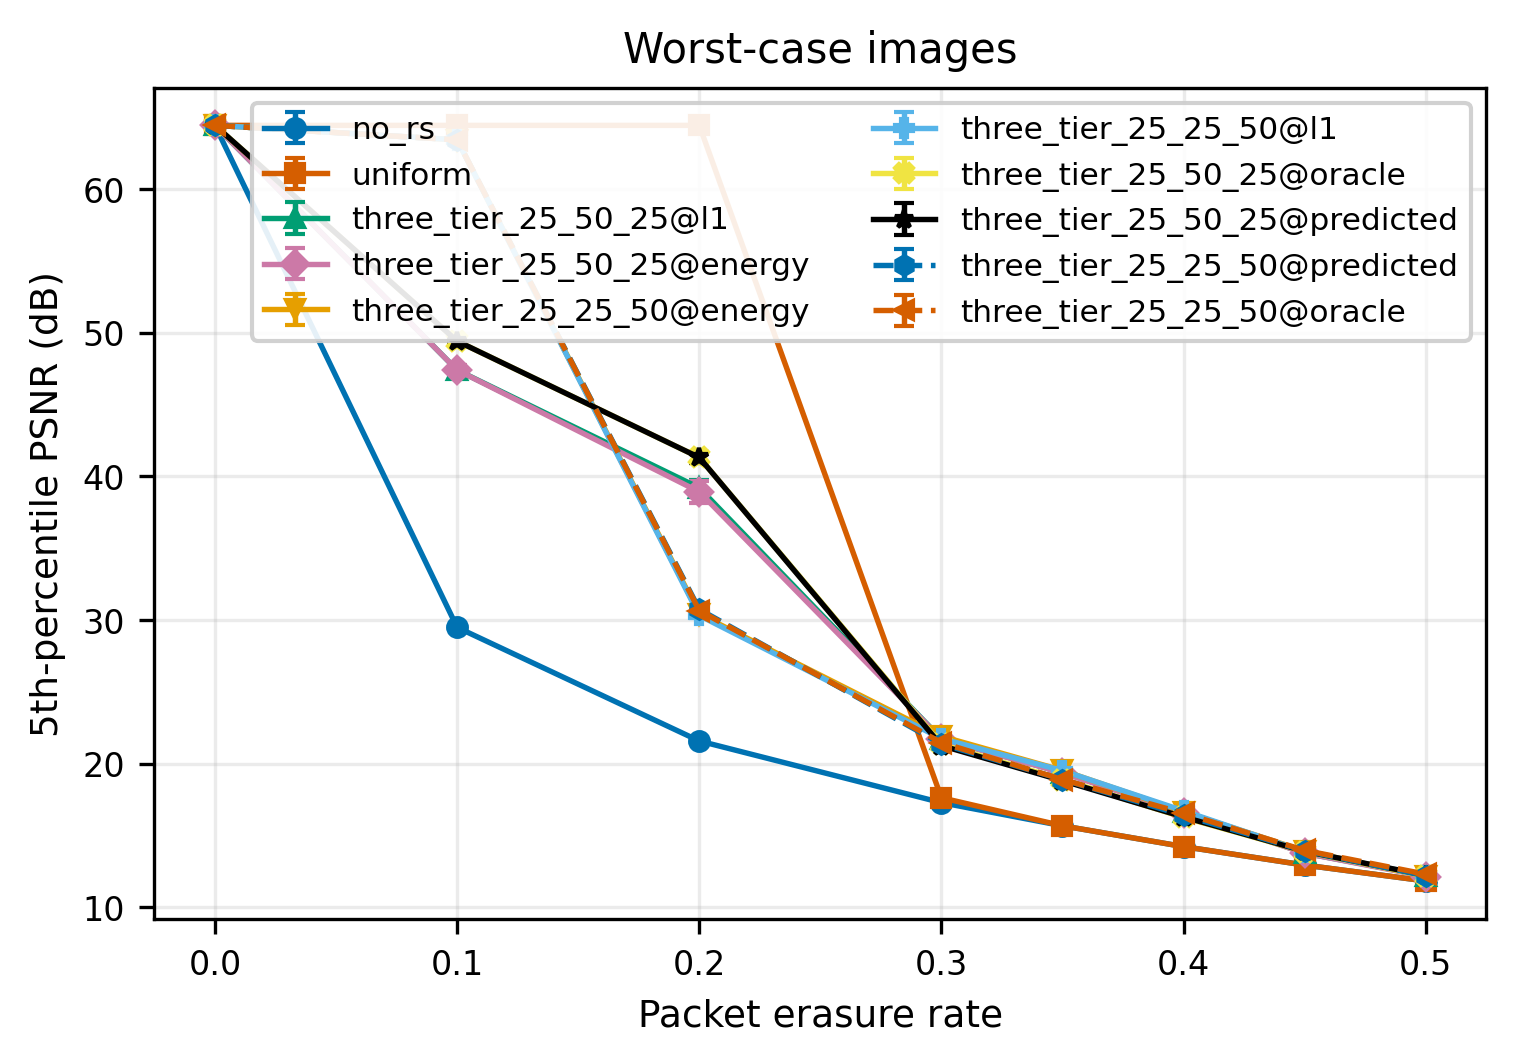 Worst-case images
no_rs
uniform
three_tier_25_50_25@l1
three_tier_25_50_25@energy
three_tier_25_25_50@energy
three_tier_25_25_50@l1
three_tier_25_50_25@oracle
three_tier_25_50_25@predicted
three_tier_25_25_50@predicted
three_tier_25_25_50@oracle
5th-percentile PSNR (dB)
60
50
40
30
20
10
0.0 0.1 0.2 0.3 0.4 0.5
Packet erasure rate